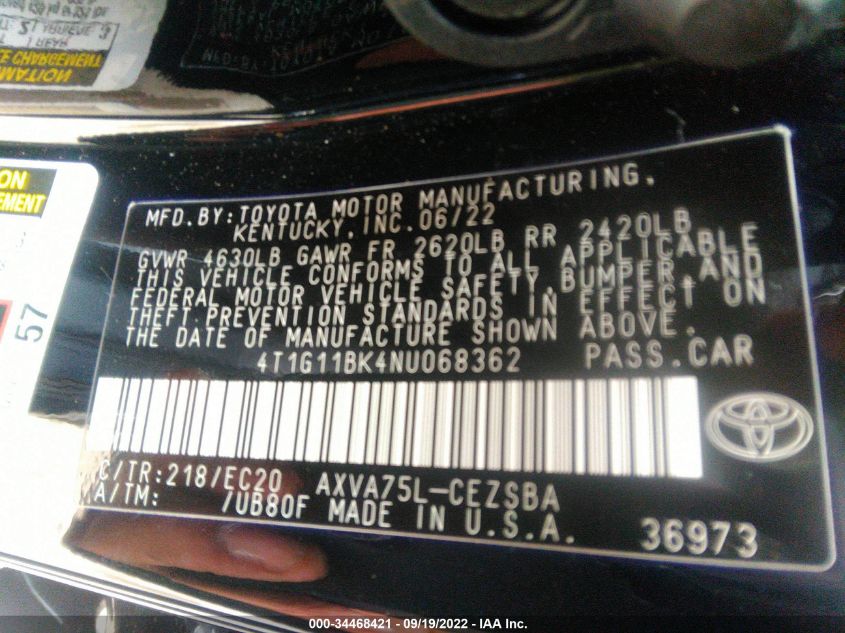 MFD.BY:TOYOTA MOTOR MANUFACTURING,
KENTUCKY, INC. 06/22
GVWR 4630LB GAWR FR 2620LB RR 2420LB
THIS VEHICLE CONFORMS TO ALL APPLICABLE
FEDERAL MOTOR VEHICLE SAFETY, BUMPER, AND
THEFT PREVENTION STANDARDS IN EFFECT ON
THE DATE OF MANUFACTURE SHOWN ABOVE.
4T1G11BK4NU068362 PASS.CAR
C/TR:218/EC20 AXVA75L-CEZSBA
A/TM: /UB80F MADE IN U.S.A.
36973
57
000-34468421 - 09/19/2022 - IAA Inc.